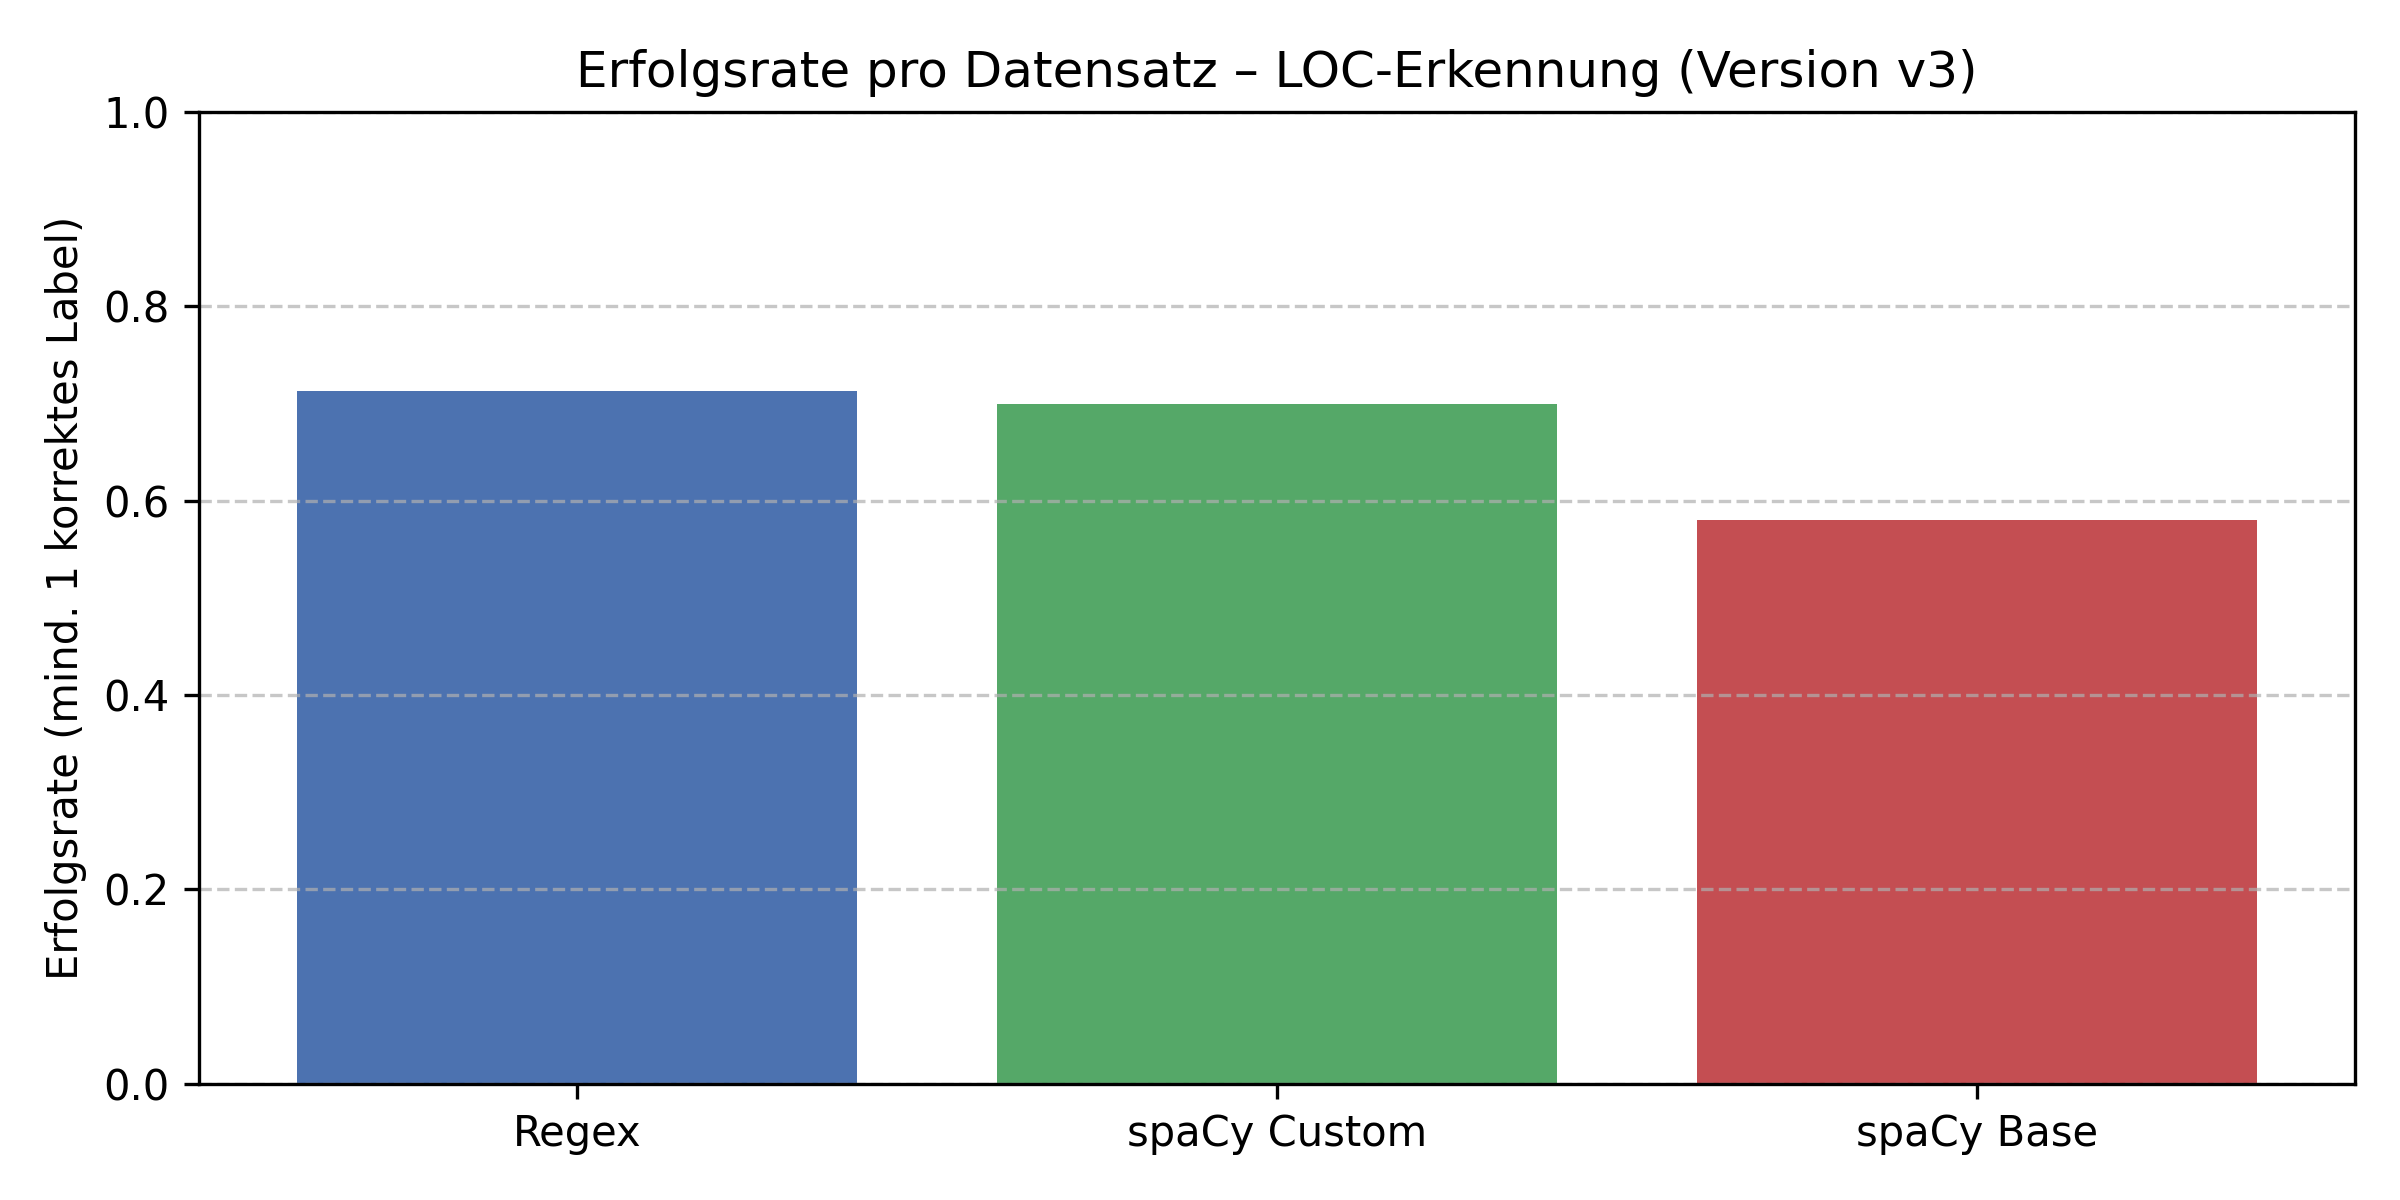 Erfolgsrate pro Datensatz – LOC-Erkennung (Version v3)
Erfolgsrate (mind. 1 korrektes Label)
1.0
0.8
0.6
0.4
0.2
0.0
Regex
spaCy Custom
spaCy Base